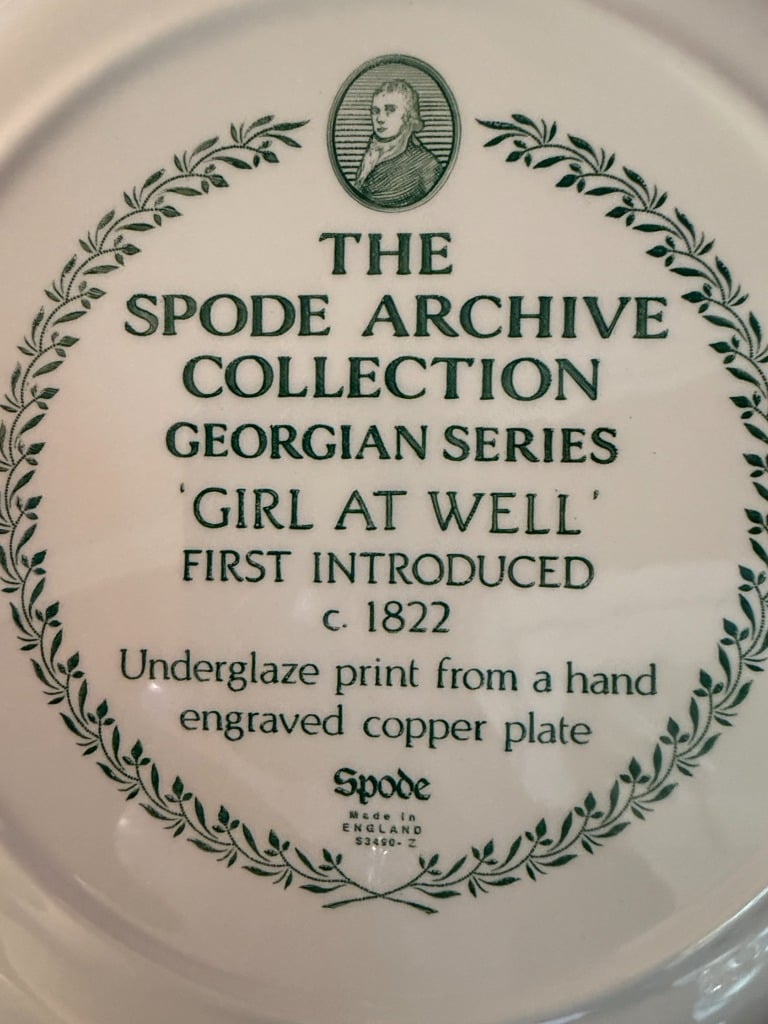 THE
SPODE ARCHIVE
COLLECTION
GEORGIAN SERIES
'GIRL AT WELL'
FIRST INTRODUCED
c. 1822
Underglaze print from a hand
engraved copper plate
Spode
Made in
ENGLAND
S3490-Z